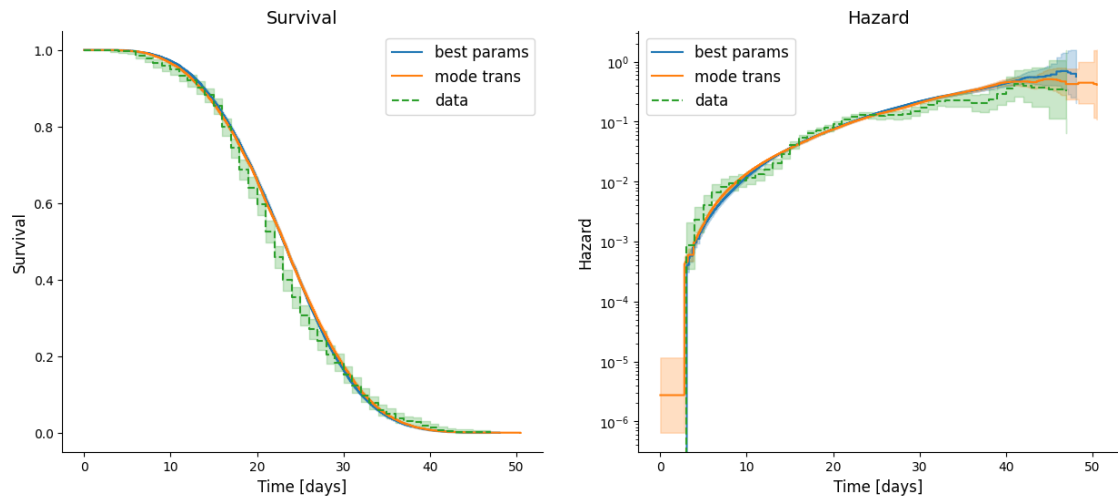 Survival
1.0
0.8
0.6
0.4
0.2
0.0
Survival
0
10
20
30
40
50
Time [days]
best params
mode trans
data
Hazard
10⁰
10⁻¹
10⁻²
10⁻³
10⁻⁴
10⁻⁵
10⁻⁶
Hazard
0
10
20
30
40
50
Time [days]
best params
mode trans
data